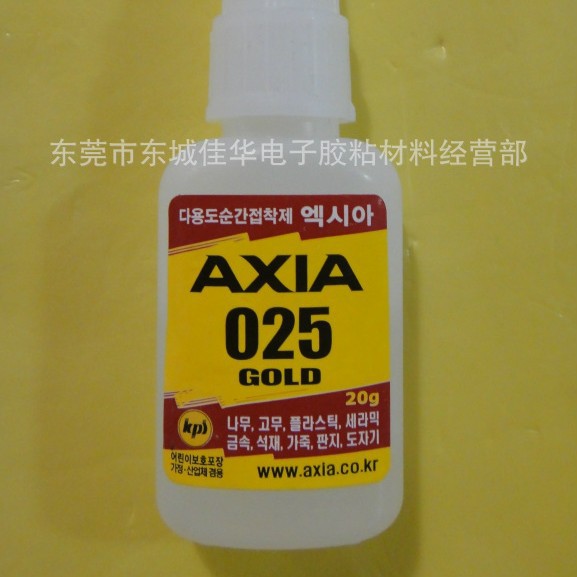 东莞市东城佳华电子胶粘材料经营部
다용도순간접착제 엑시아
AXIA
025
GOLD
20g
kpl
나무, 고무, 플라스틱, 세라믹
금속, 석재, 가죽, 판지, 도자기
어린이보호포장
가정·산업체겸용
www.axia.co.kr